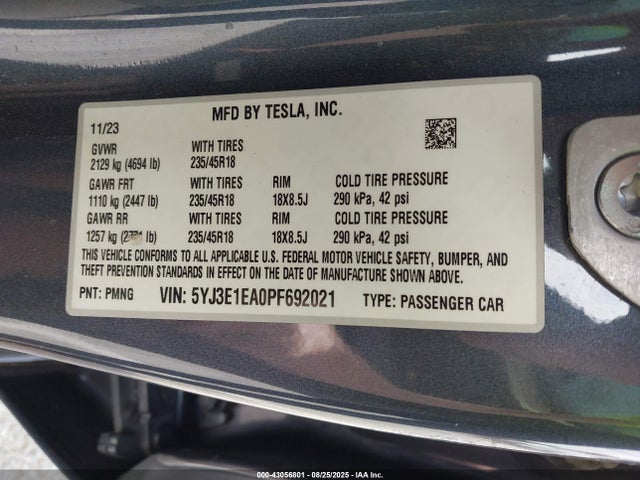 MFD BY TESLA, INC.
11/23
GVWR WITH TIRES
2129 kg (4694 lb) 235/45R18
GAWR FRT WITH TIRES RIM COLD TIRE PRESSURE
1110 kg (2447 lb) 235/45R18 18X8.5J 290 kPa, 42 psi
GAWR RR WITH TIRES RIM COLD TIRE PRESSURE
1257 kg lb) 235/45R18 18X8.5J 290 kPa, 42 psi
THIS VEHICLE CONFORMS TO ALL APPLICABLE U.S. FEDERAL MOTOR VEHICLE SAFETY, BUMPER, AND
THEFT PREVENTION STANDARDS IN EFFECT ON THE DATE OF MANUFACTURE SHOWN ABOVE.
PNT: PMNG VIN: 5YJ3E1EA0PF692021 TYPE: PASSENGER CAR
000-43056801 - 08/25/2025 - IAA Inc.